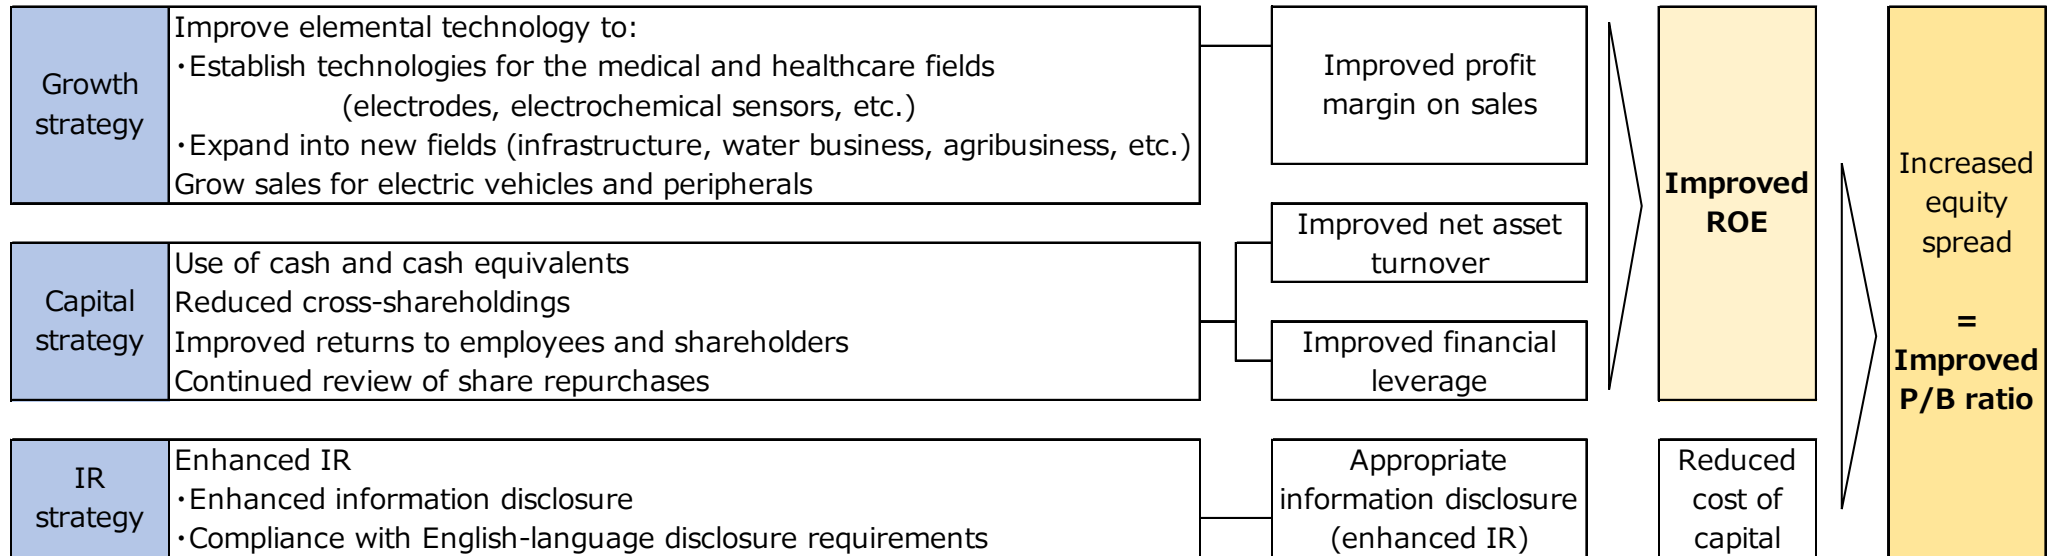 Growth
strategy
Improve elemental technology to:
・Establish technologies for the medical and healthcare fields
(electrodes, electrochemical sensors, etc.)
・Expand into new fields (infrastructure, water business, agribusiness, etc.)
Grow sales for electric vehicles and peripherals
Improved profit
margin on sales
Capital
strategy
Use of cash and cash equivalents
Reduced cross-shareholdings
Improved returns to employees and shareholders
Continued review of share repurchases
Improved net asset
turnover
Improved financial
leverage
Improved
ROE
IR
strategy
Enhanced IR
・Enhanced information disclosure
・Compliance with English-language disclosure requirements
Appropriate
information disclosure
(enhanced IR)
Reduced
cost of
capital
Increased
equity
spread
=
Improved
P/B ratio